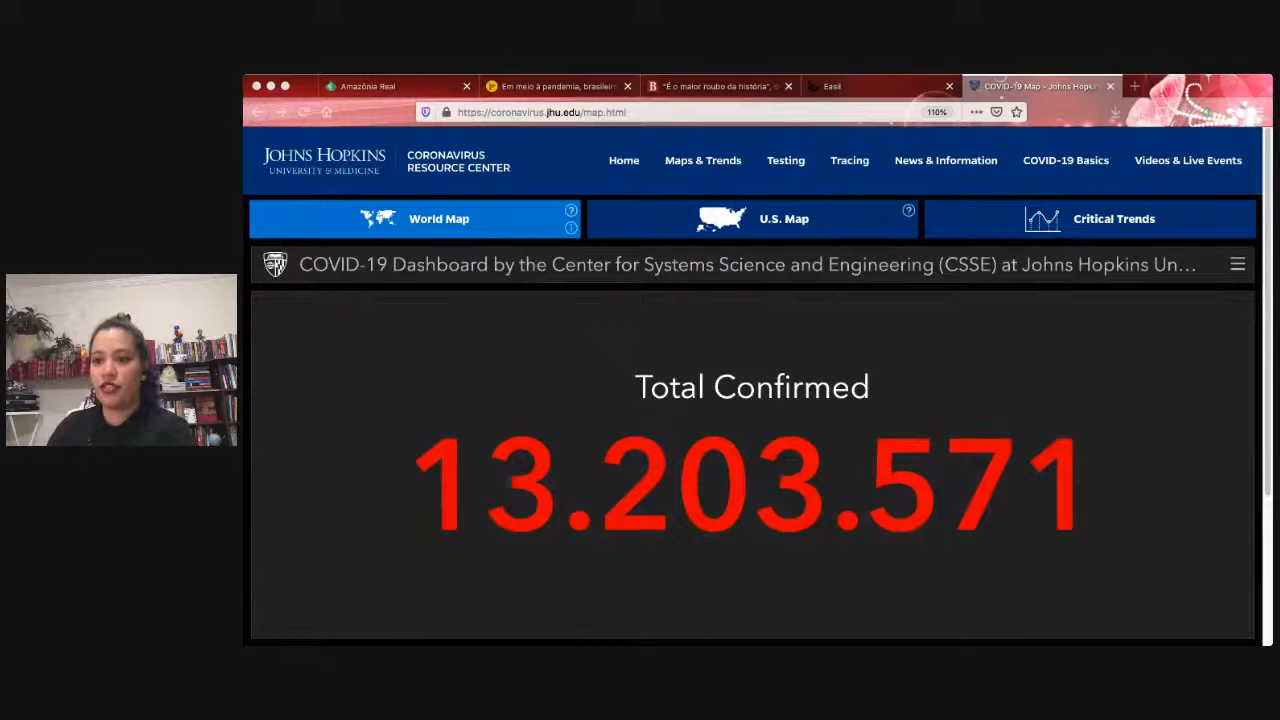 Amazônia Real
Em meio à pandemia, brasileir
"É o maior roubo da história", d
Easil
COVID-19 Map - Johns Hopkin
https://coronavirus.jhu.edu/map.html
110%
JOHNS HOPKINS
UNIVERSITY & MEDICINE
CORONAVIRUS
RESOURCE CENTER
Home
Maps & Trends
Testing
Tracing
News & Information
COVID-19 Basics
Videos & Live Events
World Map
U.S. Map
Critical Trends
COVID-19 Dashboard by the Center for Systems Science and Engineering (CSSE) at Johns Hopkins Un...
Total Confirmed
13.203.571